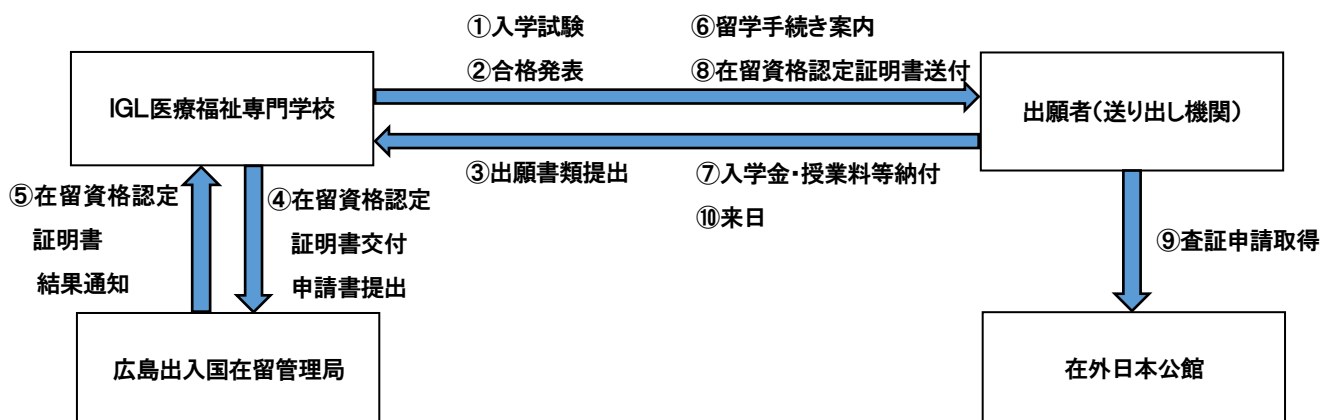 ①入学試験
⑥留学手続き案内
②合格発表
⑧在留資格認定証明書送付
IGL医療福祉専門学校
出願者(送り出し機関)
③出願書類提出
⑦入学金・授業料等納付
⑩来日
⑤在留資格認定
証明書
結果通知
④在留資格認定
証明書交付
申請書提出
⑨査証申請取得
広島出入国在留管理局
在外日本公館